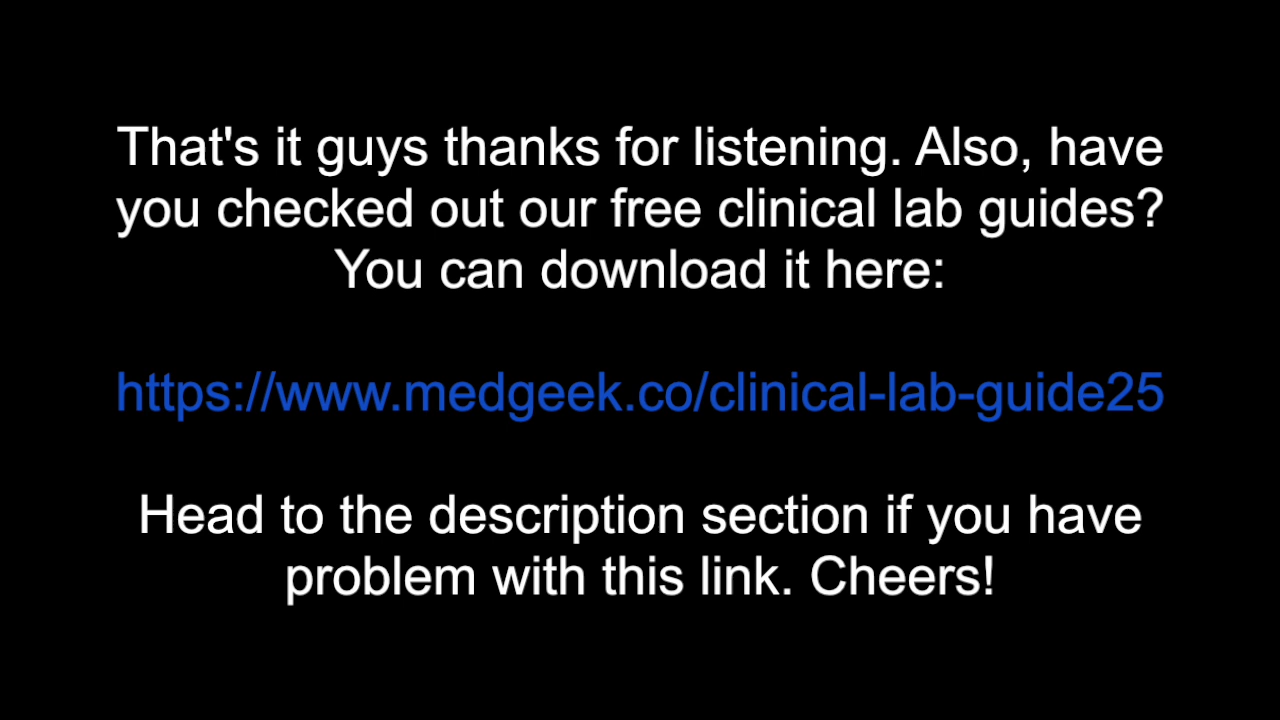 That's it guys thanks for listening. Also, have
you checked out our free clinical lab guides?
You can download it here:
https://www.medgeek.co/clinical-lab-guide25
Head to the description section if you have
problem with this link. Cheers!